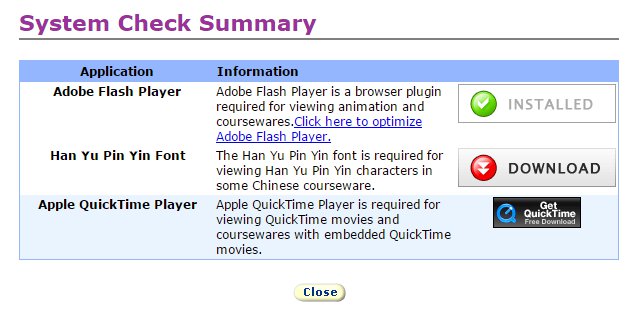 System Check Summary
Application Information
Adobe Flash Player
Adobe Flash Player is a browser plugin
required for viewing animation and
coursewares.Click here to optimize
Adobe Flash Player.
INSTALLED
Han Yu Pin Yin Font
The Han Yu Pin Yin font is required for
viewing Han Yu Pin Yin characters in
some Chinese courseware.
DOWNLOAD
Apple QuickTime Player
Apple QuickTime Player is required for
viewing QuickTime movies and
coursewares with embedded QuickTime
movies.
Get
QuickTime
Free Download
Close